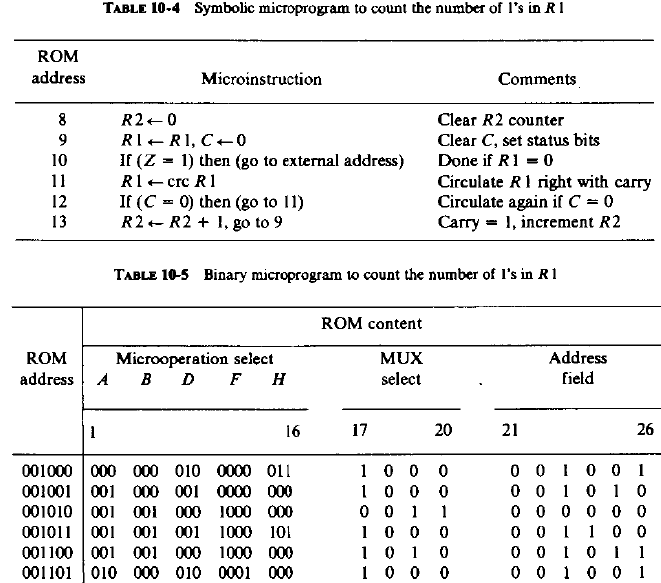 TABLE 10-4 Symbolic microprogram to count the number of 1's in R1
ROM
address Microinstruction Comments
8 R2 ← 0 Clear R2 counter
9 R1 ← R1, C ← 0 Clear C, set status bits
10 If (Z = 1) then (go to external address) Done if R1 = 0
11 R1 ← crc R1 Circulate R1 right with carry
12 If (C = 0) then (go to 11) Circulate again if C = 0
13 R2 ← R2 + 1, go to 9 Carry = 1, increment R2
TABLE 10-5 Binary microprogram to count the number of 1's in R1
ROM content
ROM Microoperation select MUX Address
address A B D F H select field
1 16 17 20 21 26
001000 000 000 010 0000 011 1 0 0 0 0 0 1 0 0 1
001001 001 000 001 0000 000 1 0 0 0 0 0 1 0 1 0
001010 001 001 000 1000 000 0 0 1 1 0 0 0 0 0 0
001011 001 001 001 1000 101 1 0 0 0 0 0 1 1 0 0
001100 001 001 000 1000 000 1 0 1 0 0 0 1 0 1 1
001101 010 000 010 0001 000 1 0 0 0 0 0 1 0 0 1